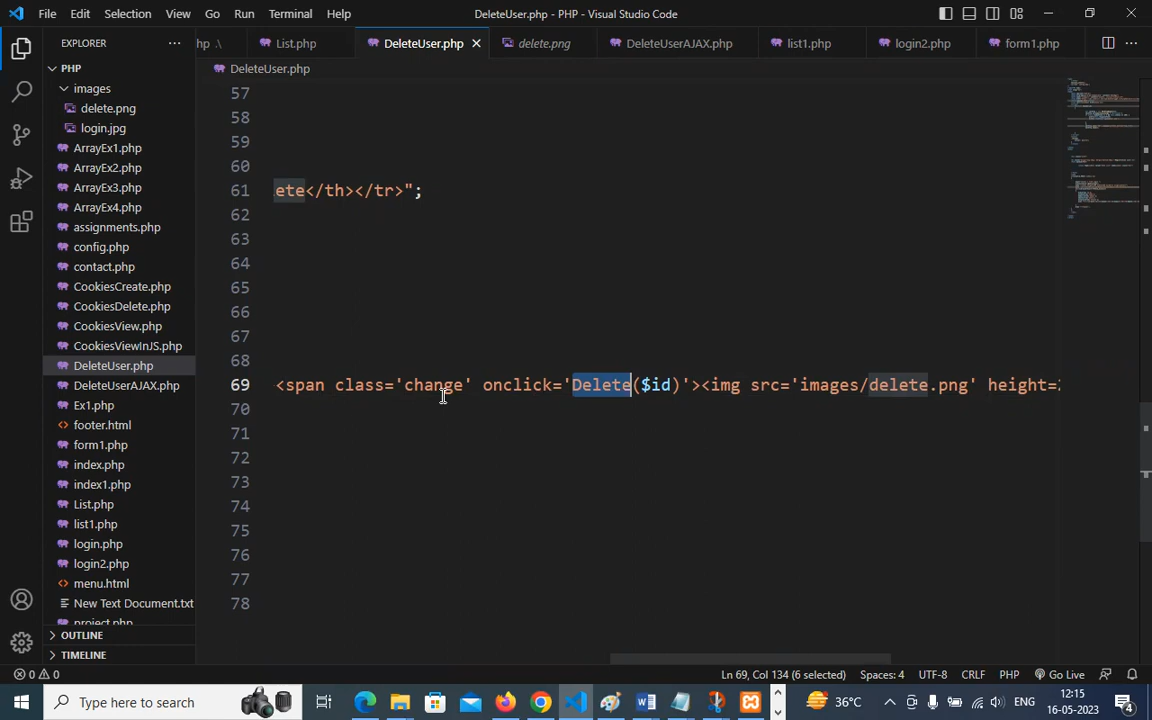 File Edit Selection View Go Run Terminal Help
DeleteUser.php - PHP - Visual Studio Code
EXPLORER
hp .\ List.php DeleteUser.php delete.png DeleteUserAJAX.php list1.php login2.php form1.php
PHP
DeleteUser.php
images
delete.png
login.jpg
ArrayEx1.php
ArrayEx2.php
ArrayEx3.php
ArrayEx4.php
assignments.php
config.php
contact.php
CookiesCreate.php
CookiesDelete.php
CookiesView.php
CookiesViewInJS.php
DeleteUser.php
DeleteUserAJAX.php
Ex1.php
footer.html
form1.php
index.php
index1.php
List.php
list1.php
login.php
login2.php
menu.html
New Text Document.txt
project.php
OUTLINE
TIMELINE
57
58
59
60
61 ete</th></tr>";
62
63
64
65
66
67
68
69 <span class='change' onclick='Delete($id)'><img src='images/delete.png' height=2
70
71
72
73
74
75
76
77
78
0 0 Ln 69, Col 134 (6 selected) Spaces: 4 UTF-8 CRLF PHP Go Live
Type here to search 36°C ENG 12:15
16-05-2023 4